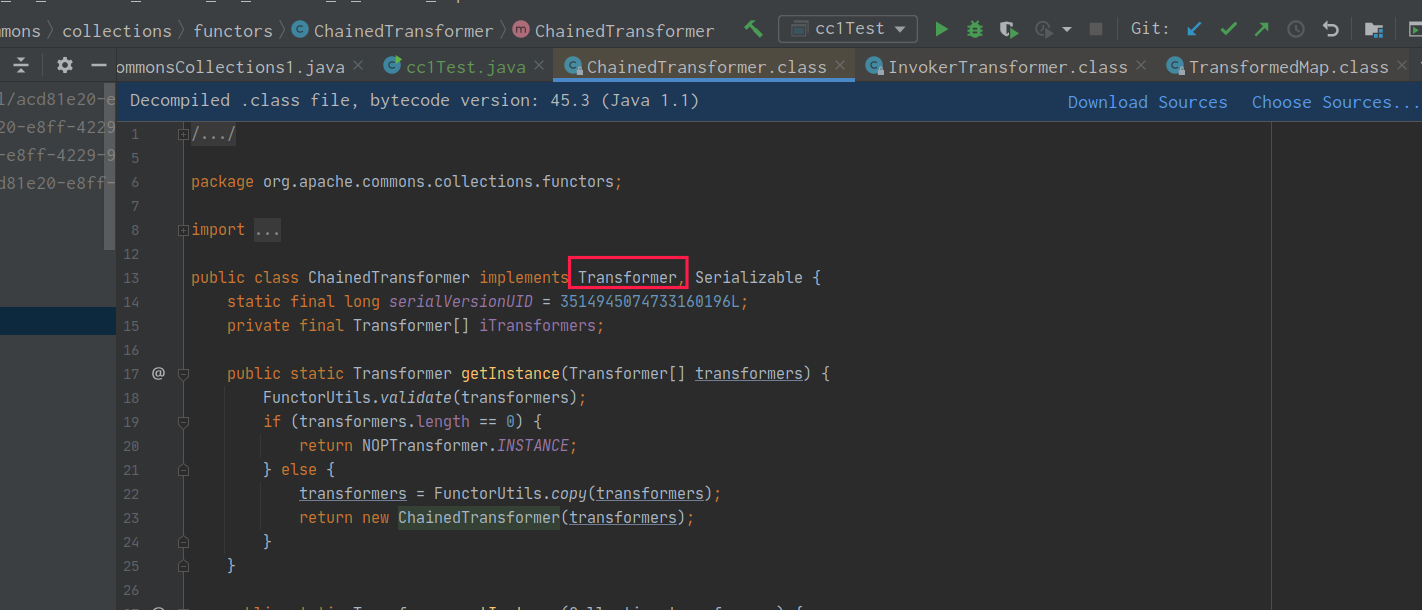 mons collections functors ChainedTransformer m ChainedTransformer cc1Test Git:
ommonsCollections1.java cc1Test.java ChainedTransformer.class InvokerTransformer.class TransformedMap.class
l/acd81e20-e
Decompiled .class file, bytecode version: 45.3 (Java 1.1) Download Sources Choose Sources...
20-e8ff-4229
-e8ff-4229-9
d81e20-e8ff-
1 /.../
5
6 package org.apache.commons.collections.functors;
7
8 import ...
12
13 public class ChainedTransformer implements Transformer, Serializable {
14 static final long serialVersionUID = 3514945074733160196L;
15 private final Transformer[] iTransformers;
16
17 @ public static Transformer getInstance(Transformer[] transformers) {
18 FunctorUtils.validate(transformers);
19 if (transformers.length == 0) {
20 return NOPTransformer.INSTANCE;
21 } else {
22 transformers = FunctorUtils.copy(transformers);
23 return new ChainedTransformer(transformers);
24 }
25 }
26